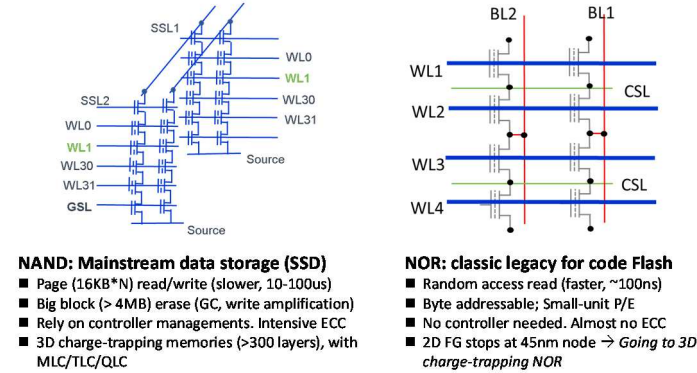 SSL1
WL0
WL1
WL30
WL31
Source
SSL2
WL0
WL1
WL30
WL31
GSL
Source
BL2 BL1
WL1
CSL
WL2
WL3
CSL
WL4
NAND: Mainstream data storage (SSD)
▪ Page (16KB*N) read/write (slower, 10-100us)
▪ Big block (> 4MB) erase (GC, write amplification)
▪ Rely on controller managements. Intensive ECC
▪ 3D charge-trapping memories (>300 layers), with
MLC/TLC/QLC
NOR: classic legacy for code Flash
▪ Random access read (faster, ~100ns)
▪ Byte addressable; Small-unit P/E
▪ No controller needed. Almost no ECC
▪ 2D FG stops at 45nm node → Going to 3D
charge-trapping NOR